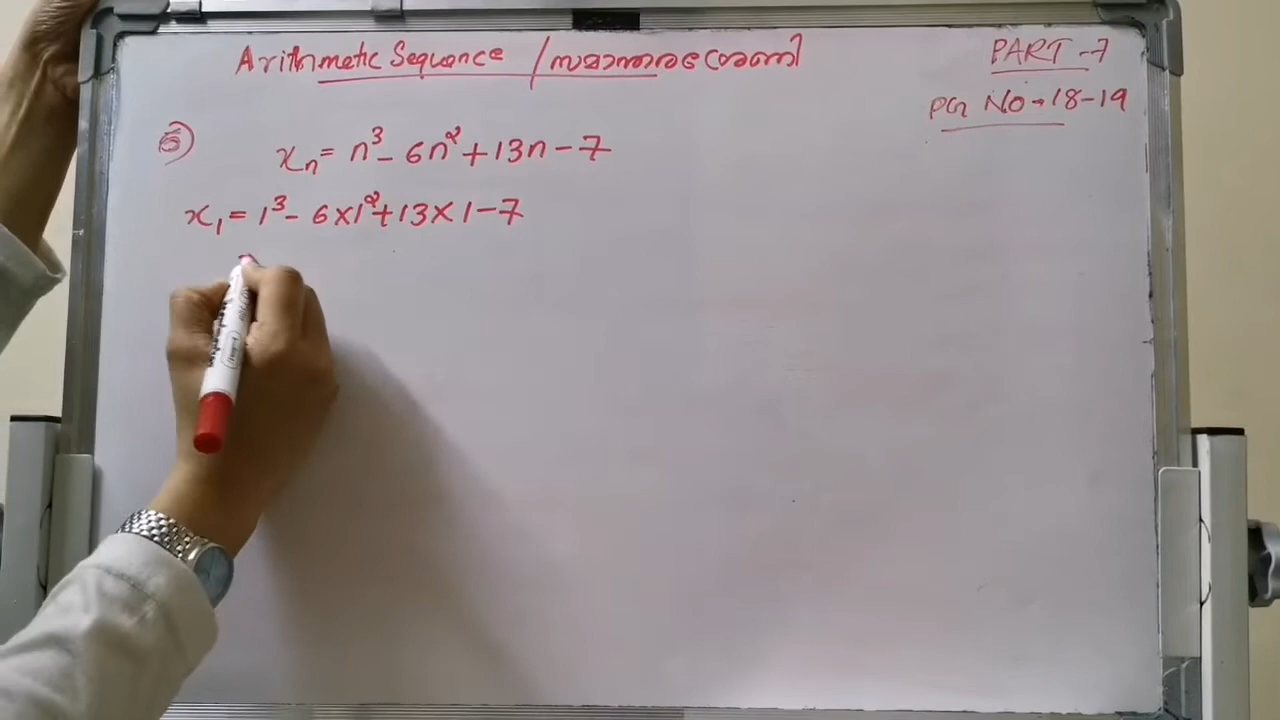 Arithmetic Sequence / സമാന്തരശ്രേണി
PART-7
PG NO→18-19
5)
xₙ = n³ - 6n² + 13n - 7
x₁ = 1³ - 6×1² + 13×1 - 7